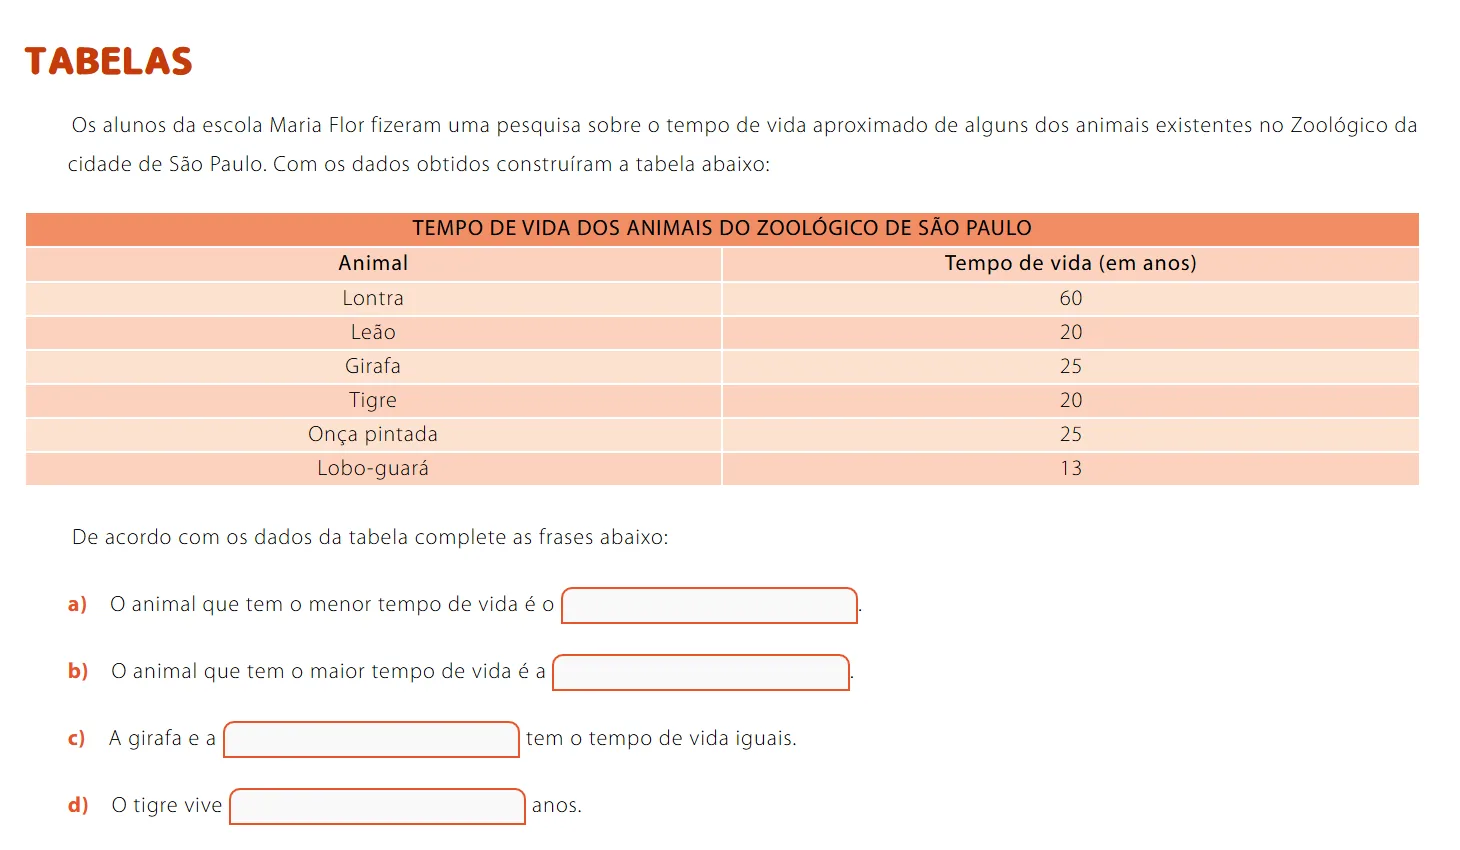 TABELAS
Os alunos da escola Maria Flor fizeram uma pesquisa sobre o tempo de vida aproximado de alguns dos animais existentes no Zoológico da
cidade de São Paulo. Com os dados obtidos construíram a tabela abaixo:
TEMPO DE VIDA DOS ANIMAIS DO ZOOLÓGICO DE SÃO PAULO
Animal Tempo de vida (em anos)
Lontra 60
Leão 20
Girafa 25
Tigre 20
Onça pintada 25
Lobo-guará 13
De acordo com os dados da tabela complete as frases abaixo:
a) O animal que tem o menor tempo de vida é o .
b) O animal que tem o maior tempo de vida é a .
c) A girafa e a tem o tempo de vida iguais.
d) O tigre vive anos.